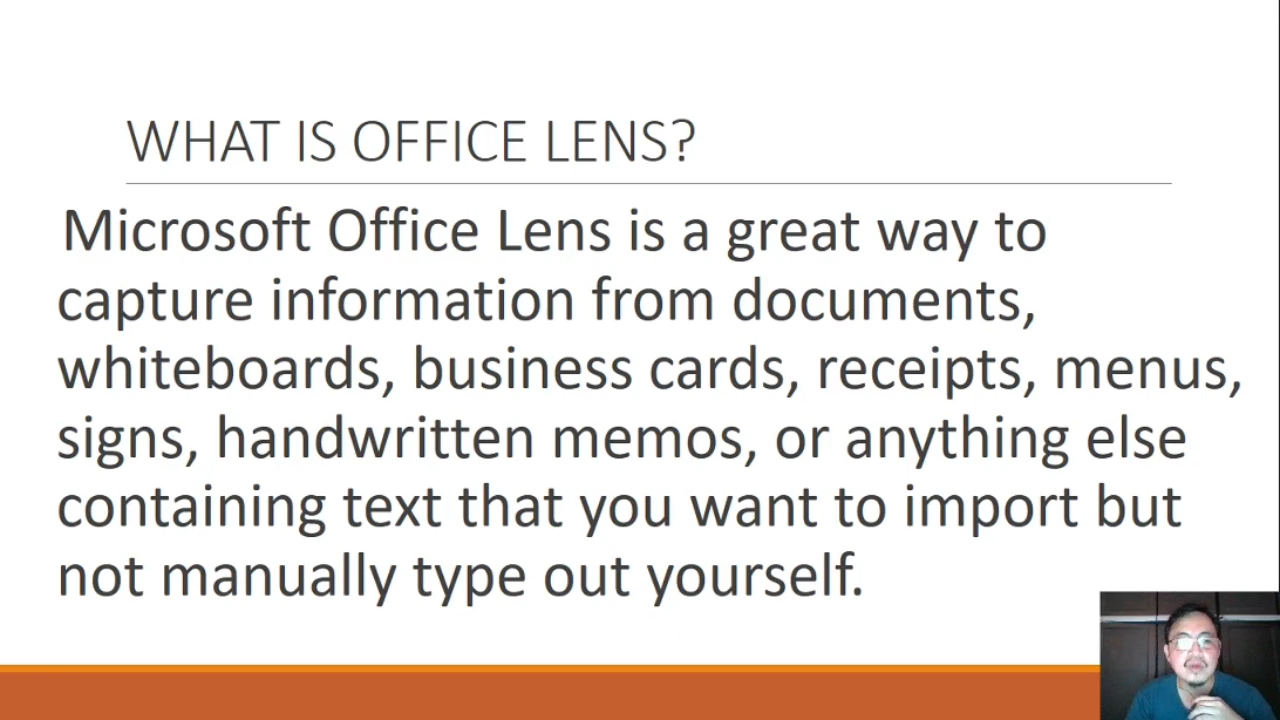 WHAT IS OFFICE LENS?
Microsoft Office Lens is a great way to
capture information from documents,
whiteboards, business cards, receipts, menus,
signs, handwritten memos, or anything else
containing text that you want to import but
not manually type out yourself.